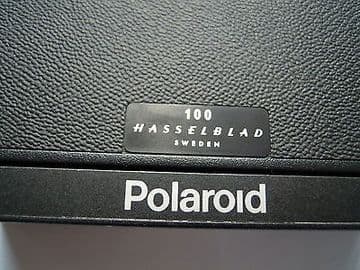 100
HASSELBLAD
SWEDEN
Polaroid